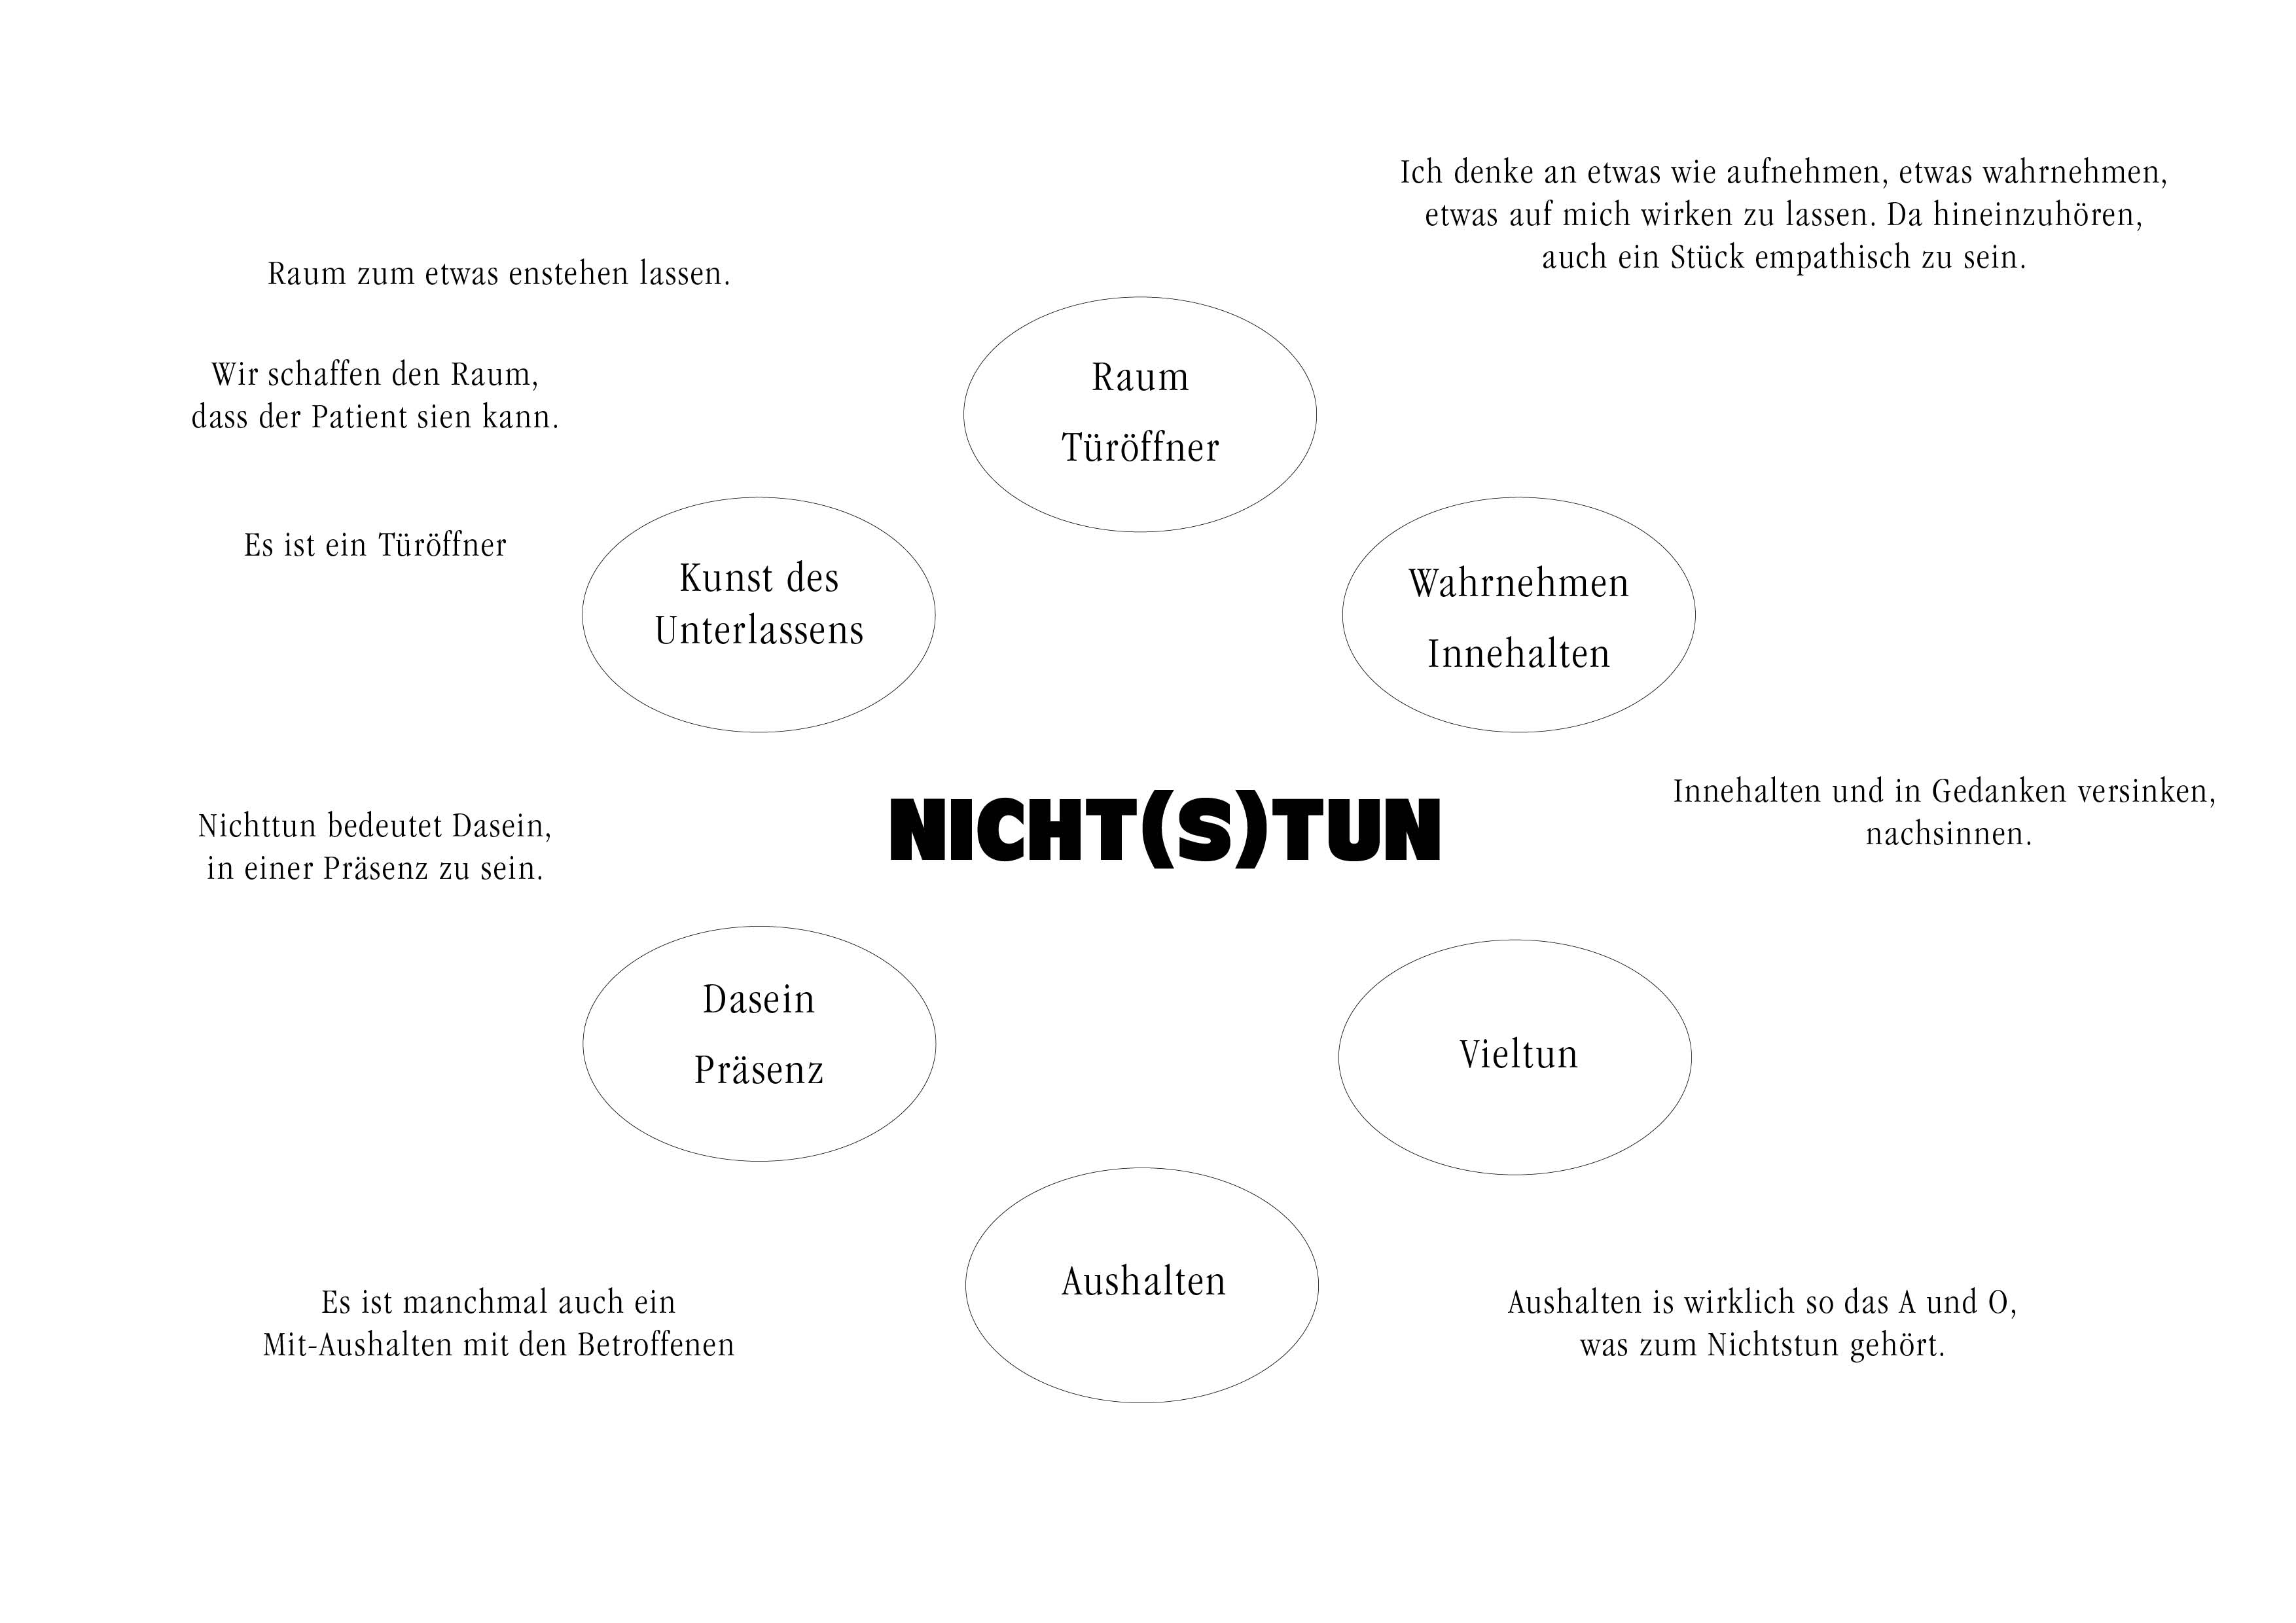 Ich denke an etwas wie aufnehmen, etwas wahrnehmen,
etwas auf mich wirken zu lassen. Da hineinzuhören,
auch ein Stück empathisch zu sein.
Raum zum etwas enstehen lassen.
Wir schaffen den Raum,
dass der Patient sien kann.
Raum
Türöffner
Es ist ein Türöffner
Kunst des
Unterlassens
Wahrnehmen
Innehalten
Nichttun bedeutet Dasein,
in einer Präsenz zu sein.
NICHT(S)TUN
Innehalten und in Gedanken versinken,
nachsinnen.
Dasein
Präsenz
Vieltun
Aushalten
Es ist manchmal auch ein
Mit-Aushalten mit den Betroffenen
Aushalten is wirklich so das A und O,
was zum Nichtstun gehört.